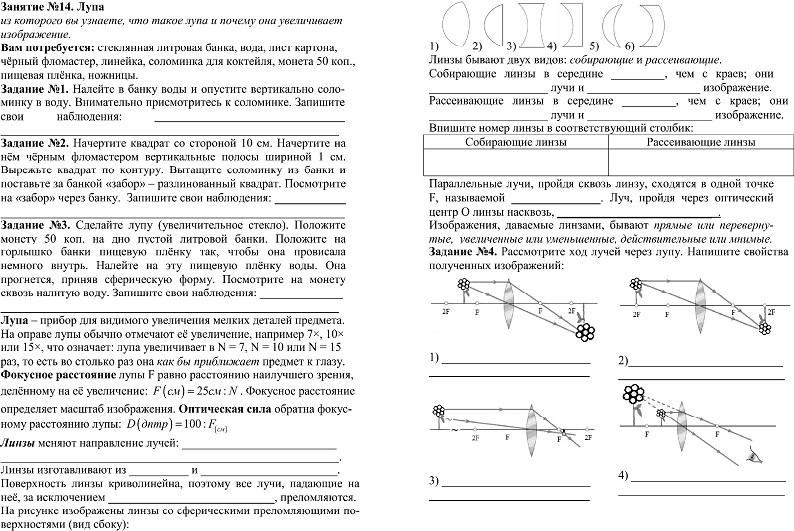 Занятие №14. Лупа
из которого вы узнаете, что такое лупа и почему она увеличивает
изображение.
Вам потребуется: стеклянная литровая банка, вода, лист картона,
чёрный фломастер, линейка, соломинка для коктейля, монета 50 коп.,
пищевая плёнка, ножницы.
Задание №1. Налейте в банку воды и опустите вертикально соло-
минку в воду. Внимательно присмотритесь к соломинке. Запишите
свои наблюдения:
Задание №2. Начертите квадрат со стороной 10 см. Начертите на
нём чёрным фломастером вертикальные полосы шириной 1 см.
Вырежьте квадрат по контуру. Вытащите соломинку из банки и
поставьте за банкой «забор» – разлинованный квадрат. Посмотрите
на «забор» через банку. Запишите свои наблюдения:
Задание №3. Сделайте лупу (увеличительное стекло). Положите
монету 50 коп. на дно пустой литровой банки. Положите на
горлышко банки пищевую плёнку так, чтобы она провисала
немного внутрь. Налейте на эту пищевую плёнку воды. Она
прогнется, приняв сферическую форму. Посмотрите на монету
сквозь налитую воду. Запишите свои наблюдения:
Лупа – прибор для видимого увеличения мелких деталей предмета.
На оправе лупы обычно отмечают её увеличение, например 7×, 10×
или 15×, что означает: лупа увеличивает в N = 7, N = 10 или N = 15
раз, то есть во столько раз она как бы приближает предмет к глазу.
Фокусное расстояние лупы F равно расстоянию наилучшего зрения,
делённому на её увеличение: F(см) = 25см : N . Фокусное расстояние
определяет масштаб изображения. Оптическая сила обратна фокус-
ному расстоянию лупы: D(дптр) = 100 : F[см]
Линзы меняют направление лучей:
.
Линзы изготавливают из и .
Поверхность линзы криволинейна, поэтому все лучи, падающие на
неё, за исключением , преломляются.
На рисунке изображены линзы со сферическими преломляющими по-
верхностями (вид сбоку):
1) 2) 3) 4) 5) 6)
Линзы бывают двух видов: собирающие и рассеивающие.
Собирающие линзы в середине , чем с краев; они
лучи и изображение.
Рассеивающие линзы в середине , чем с краев; они
лучи и изображение.
Впишите номер линзы в соответствующий столбик:
Собирающие линзы Рассеивающие линзы
Параллельные лучи, пройдя сквозь линзу, сходятся в одной точке
F, называемой . Луч, пройдя через оптический
центр О линзы насквозь, .
Изображения, даваемые линзами, бывают прямые или переверну-
тые, увеличенные или уменьшенные, действительные или мнимые.
Задание №4. Рассмотрите ход лучей через лупу. Напишите свойства
полученных изображений:
2F F F 2F
2F F F 2F
1) 2)
~ 2F F F 2F
F F
3) 4)